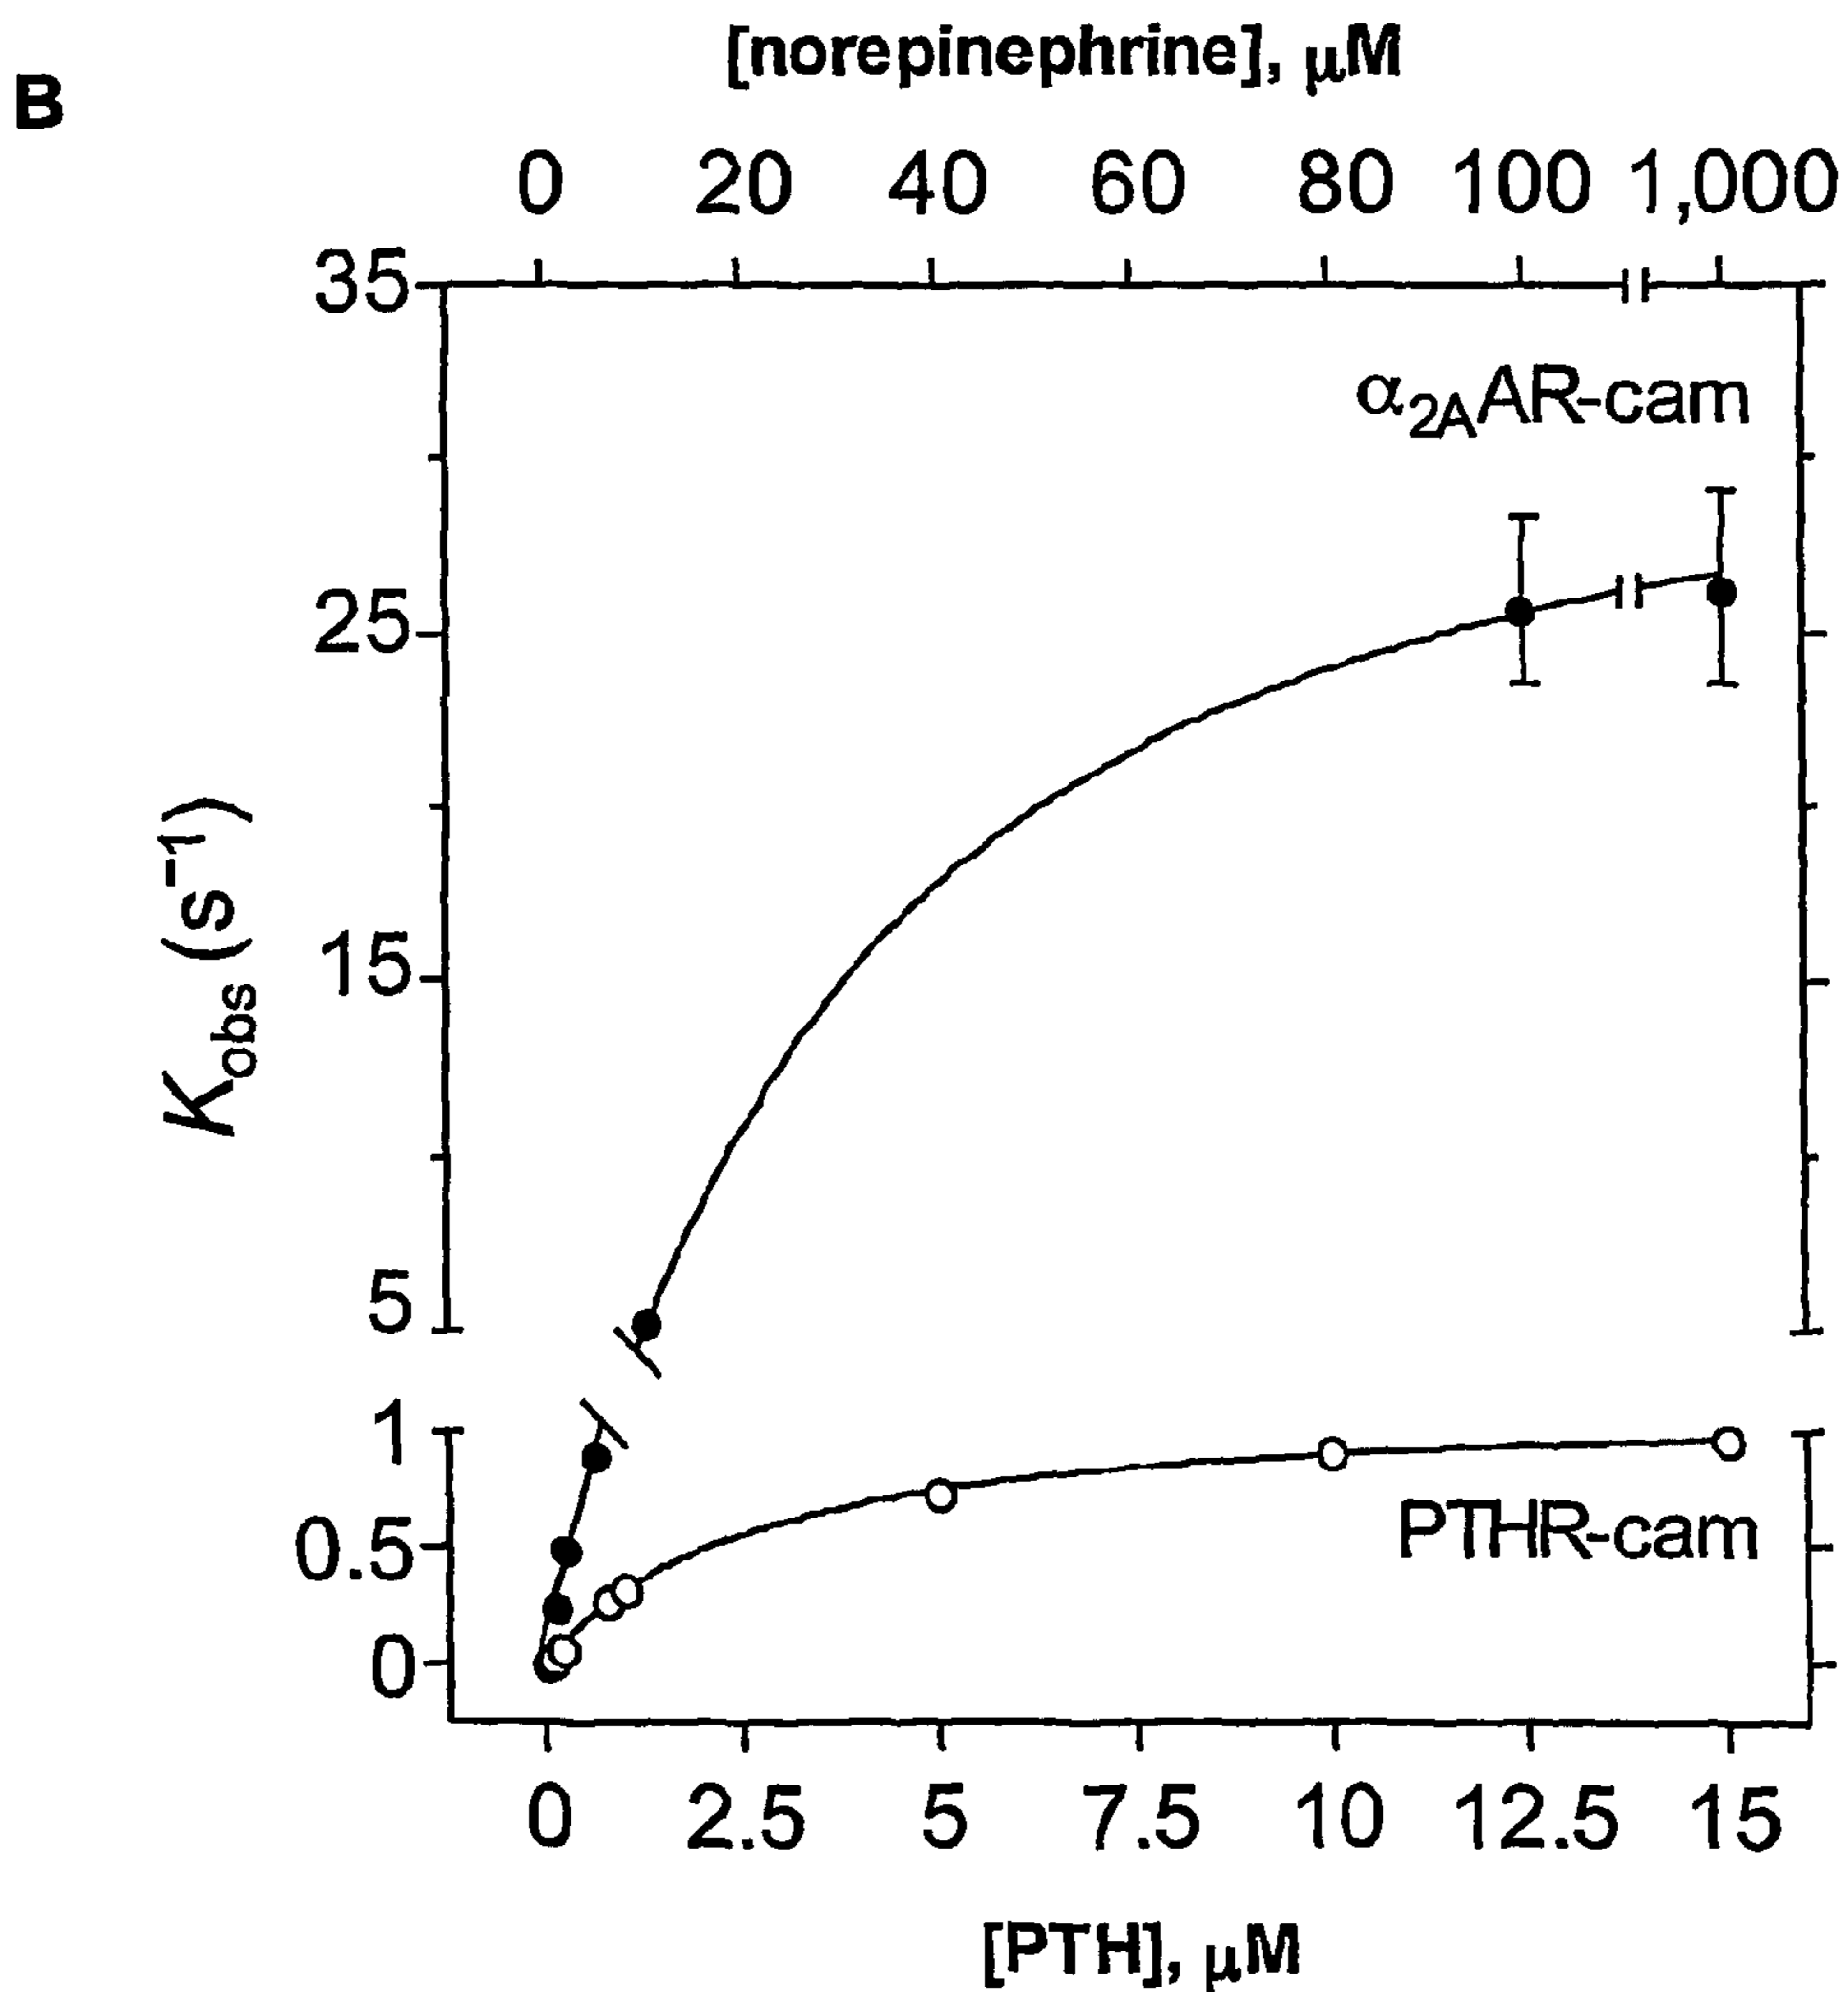 B
[norepinephrine], μM
0 20 40 60 80 100 1,000
35
α2AAR-cam
25
Kobs (s⁻¹)
15
5
1
0.5
PTHR-cam
0
0 2.5 5 7.5 10 12.5 15
[PTH], μM